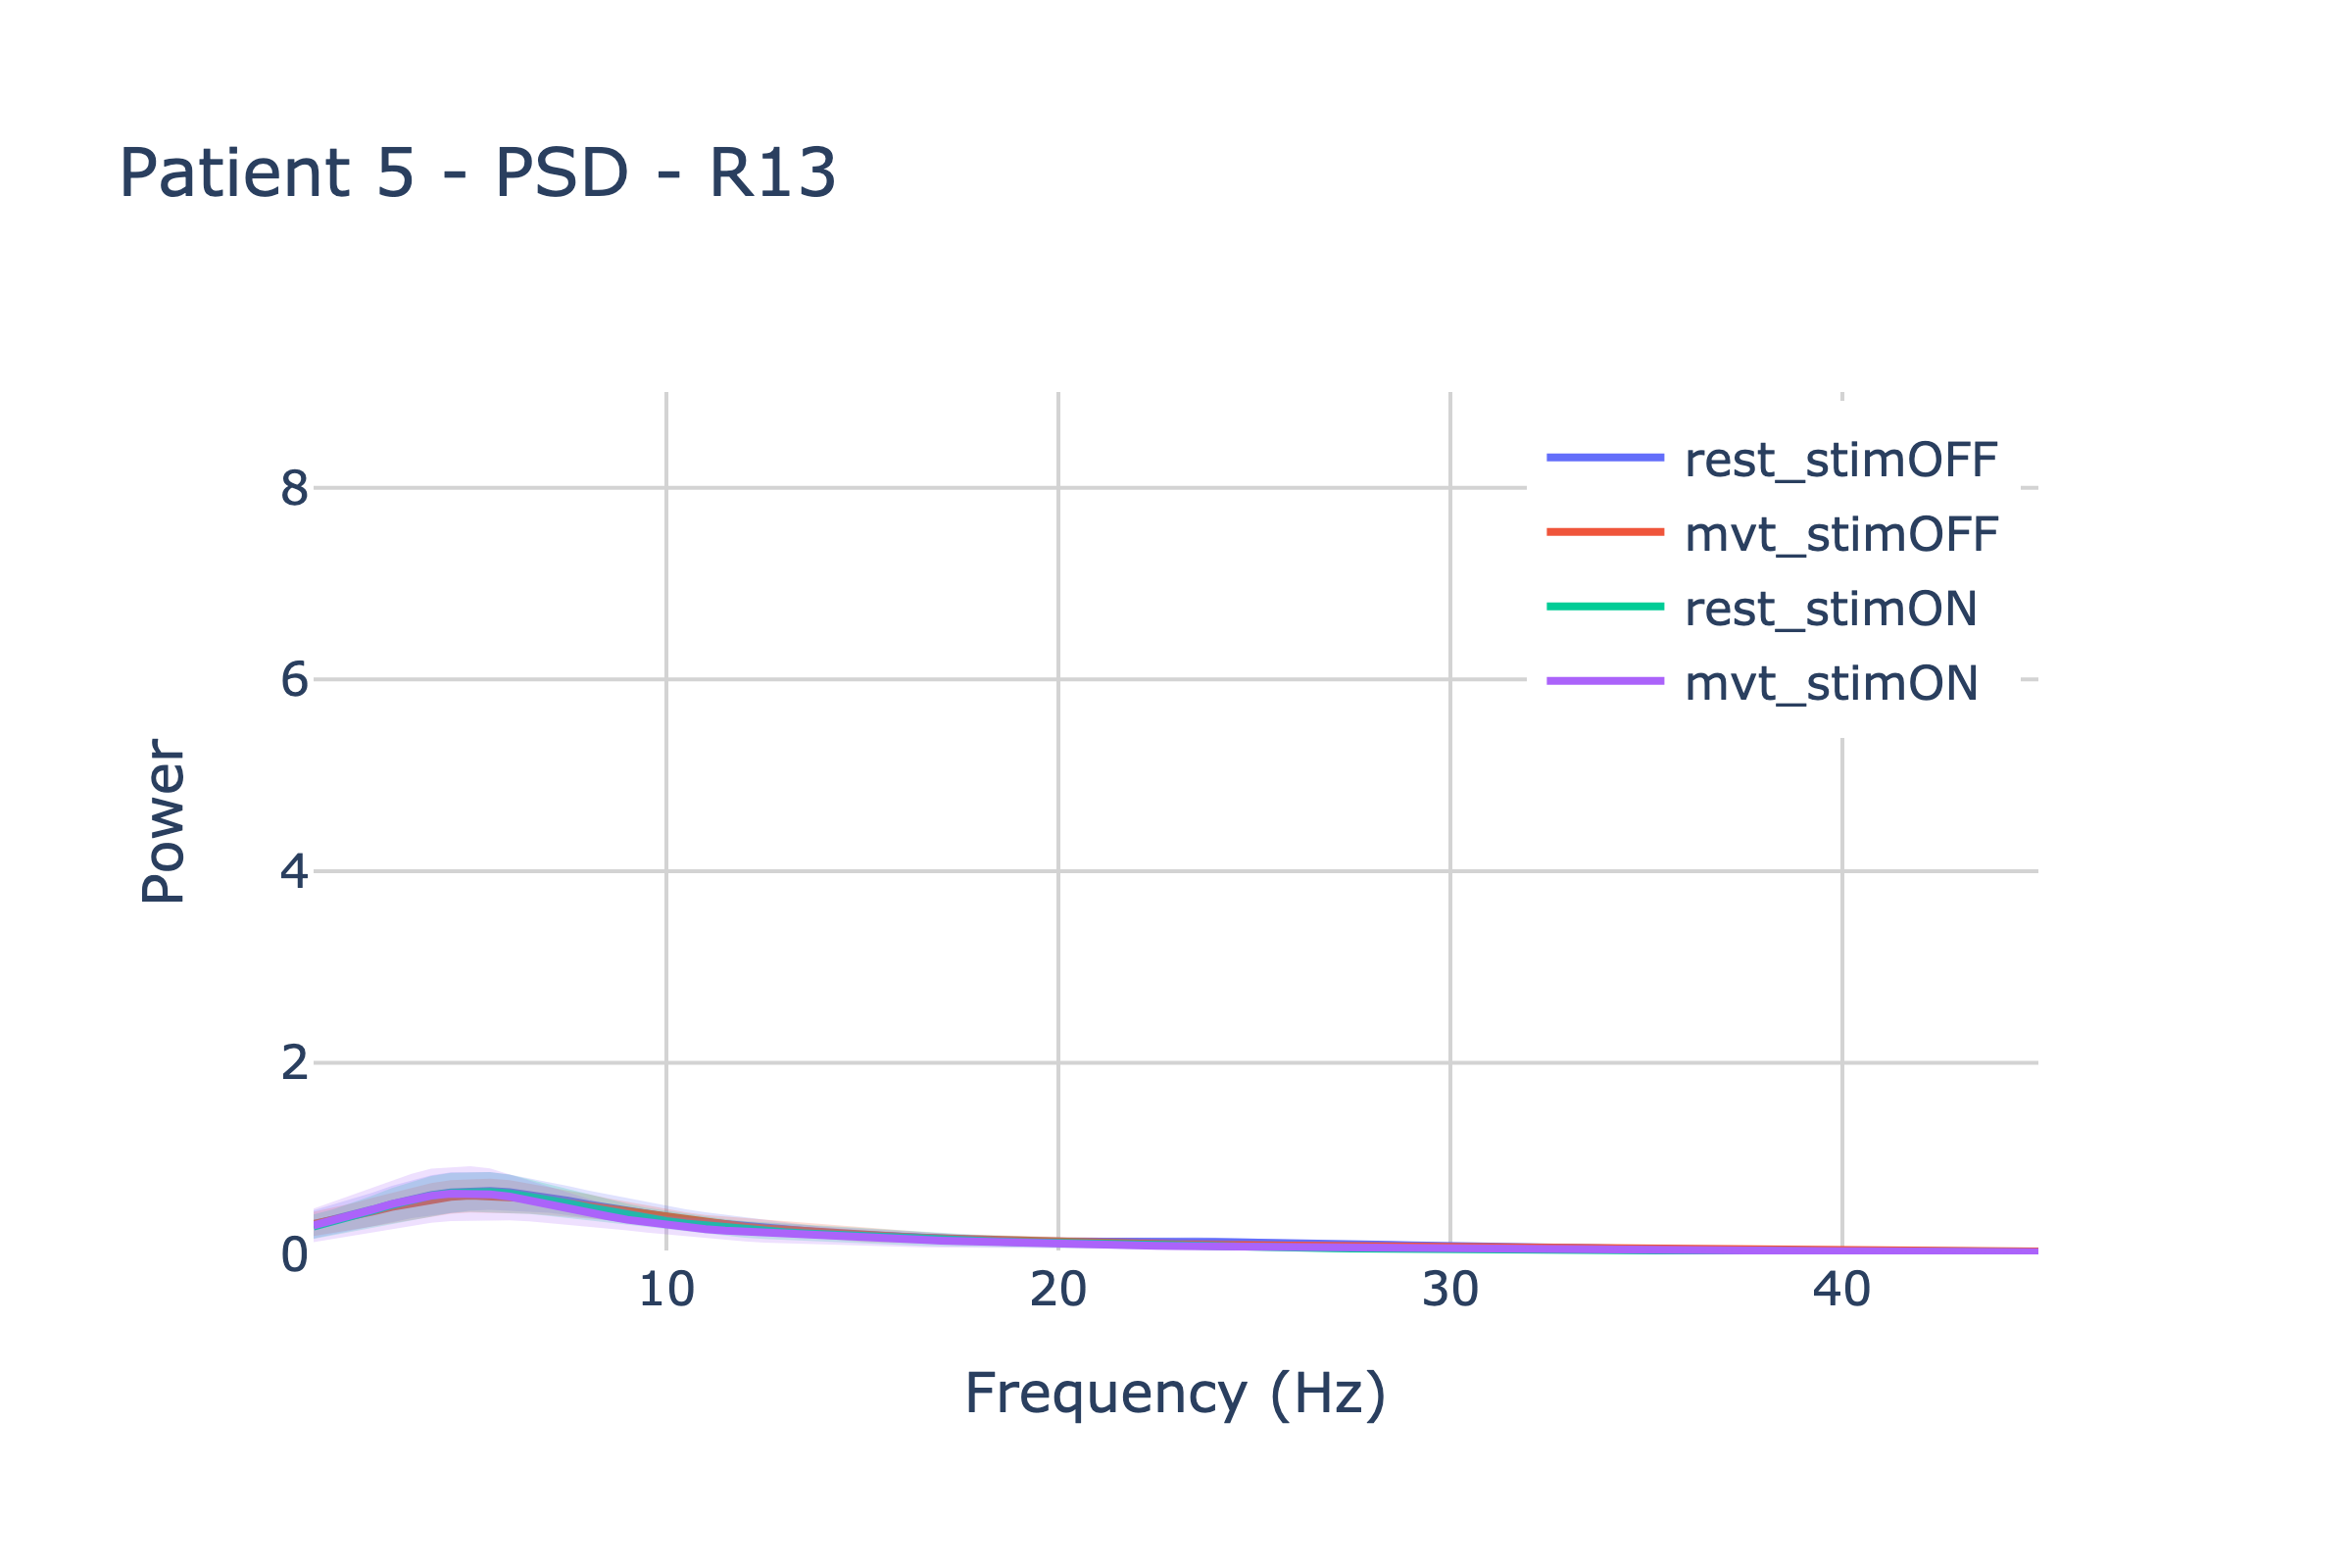 Patient 5 - PSD - R13
rest_stimOFF
mvt_stimOFF
rest_stimON
mvt_stimON
8
6
4
2
0
Power
10
20
30
40
Frequency (Hz)